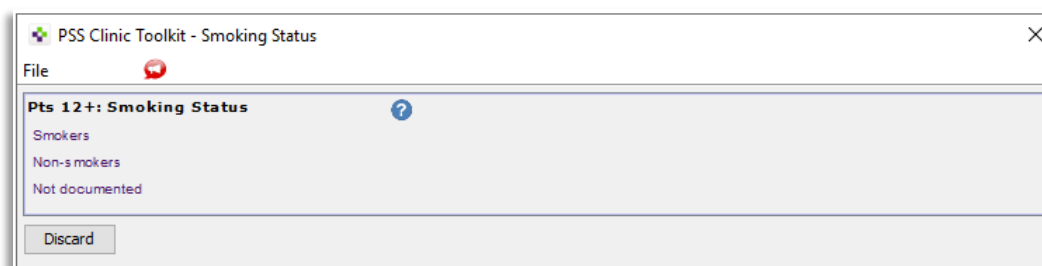 PSS Clinic Toolkit - Smoking Status
File
Pts 12+: Smoking Status
Smokers
Non-smokers
Not documented
Discard